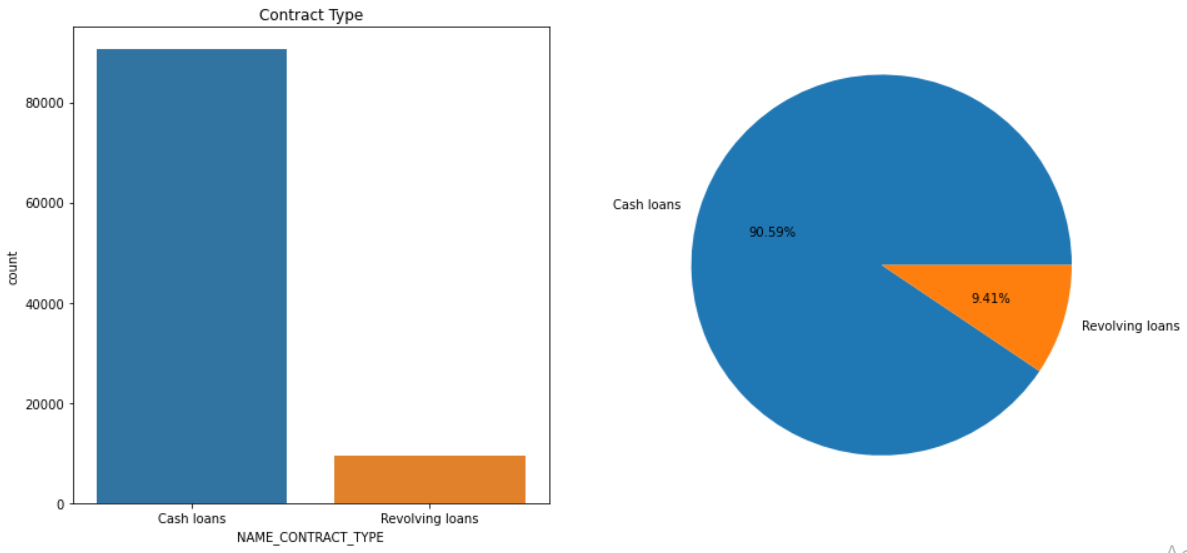 Contract Type
80000
60000
40000
20000
0
count
Cash loans
Revolving loans
NAME_CONTRACT_TYPE
Cash loans
90.59%
9.41%
Revolving loans